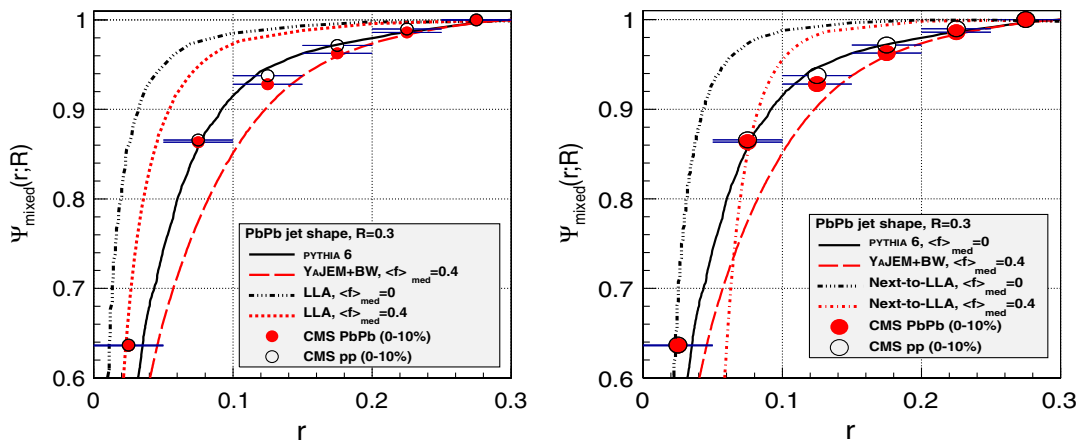 Ψmixed(r;R)
1
0.9
0.8
0.7
0.6
PbPb jet shape, R=0.3
PYTHIA 6
YAJEM+BW, <f>med=0.4
LLA, <f>med=0
LLA, <f>med=0.4
CMS PbPb (0-10%)
CMS pp (0-10%)
0 0.1 0.2 0.3
r
Ψmixed(r;R)
1
0.9
0.8
0.7
0.6
PbPb jet shape, R=0.3
PYTHIA 6, <f>med=0
YAJEM+BW, <f>med=0.4
Next-to-LLA, <f>med=0
Next-to-LLA, <f>med=0.4
CMS PbPb (0-10%)
CMS pp (0-10%)
0 0.1 0.2 0.3
r